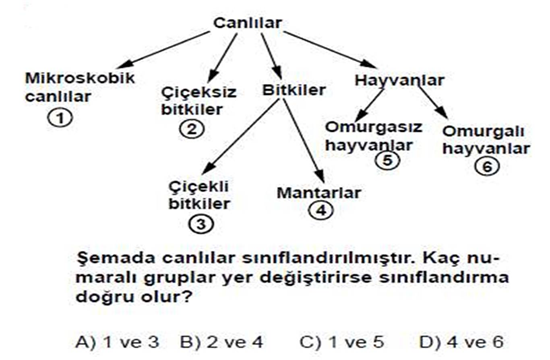 Canlılar
Mikroskobik
canlılar
1
Çiçeksiz
bitkiler
2
Bitkiler
Hayvanlar
Omurgasız
hayvanlar
5
Omurgalı
hayvanlar
6
Çiçekli
bitkiler
3
Mantarlar
4
Şemada canlılar sınıflandırılmıştır. Kaç nu-
maralı gruplar yer değiştirirse sınıflandırma
doğru olur?
A) 1 ve 3 B) 2 ve 4 C) 1 ve 5 D) 4 ve 6